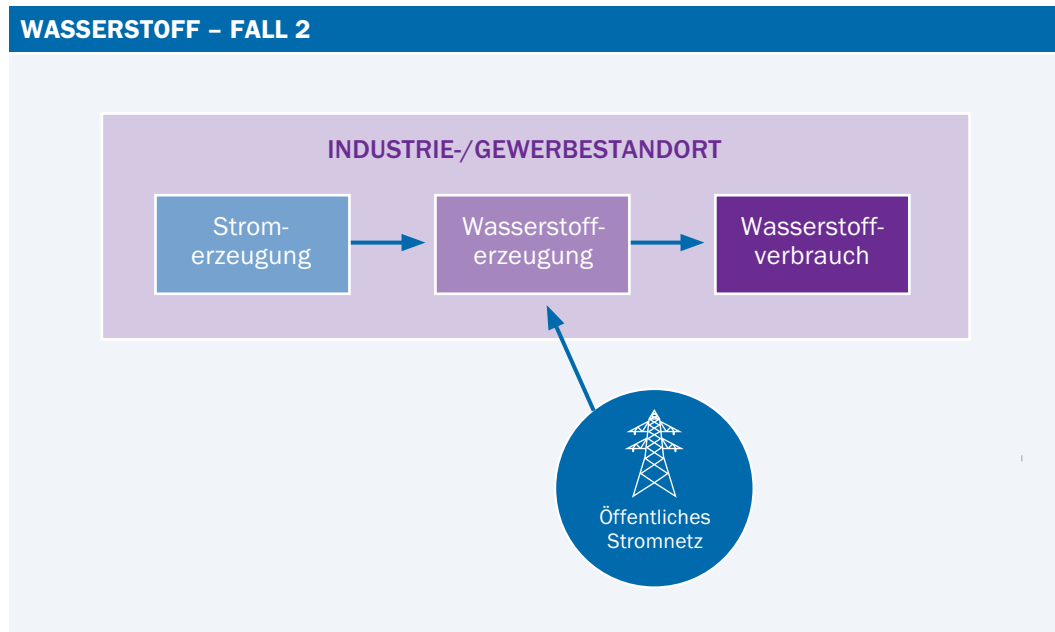 WASSERSTOFF – FALL 2
INDUSTRIE-/GEWERBESTANDORT
Strom-
erzeugung
Wasserstoff-
erzeugung
Wasserstoff-
verbrauch
Öffentliches
Stromnetz